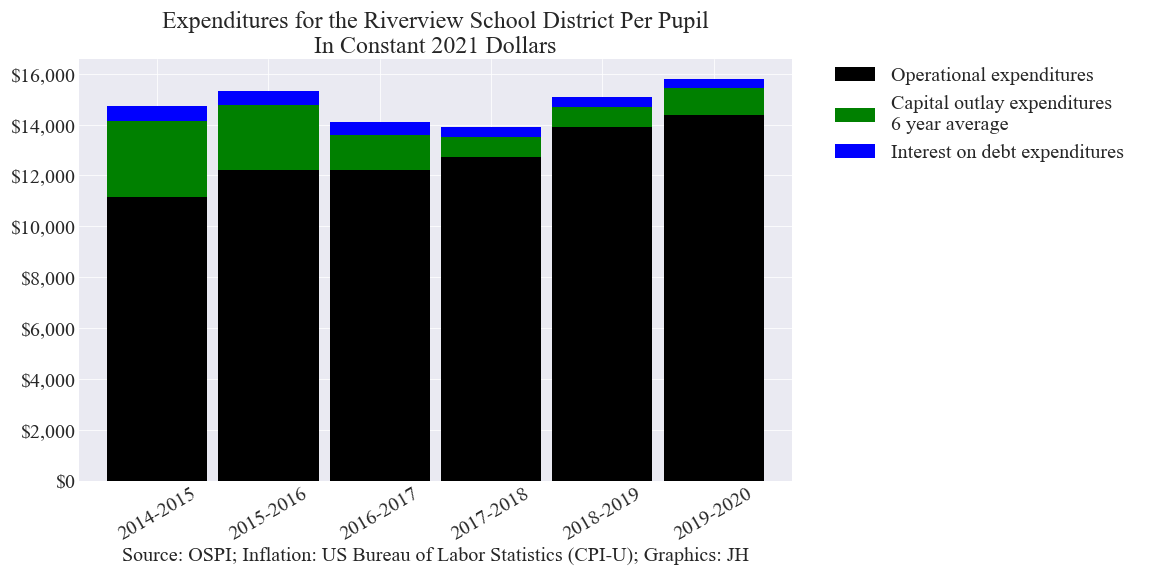 Expenditures for the Riverview School District Per Pupil
In Constant 2021 Dollars
$16,000
$14,000
$12,000
$10,000
$8,000
$6,000
$4,000
$2,000
$0
2014-2015
2015-2016
2016-2017
2017-2018
2018-2019
2019-2020
Source: OSPI; Inflation: US Bureau of Labor Statistics (CPI-U); Graphics: JH
Operational expenditures
Capital outlay expenditures
6 year average
Interest on debt expenditures